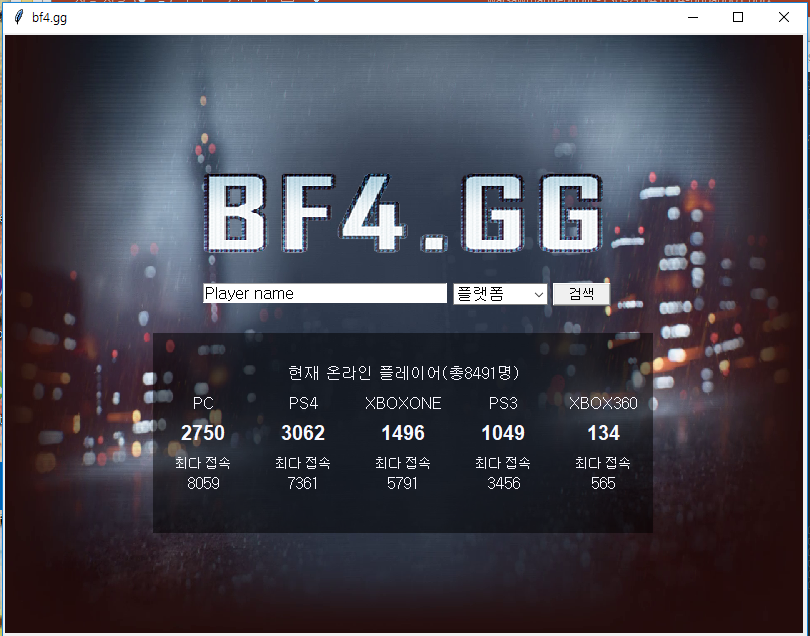 bf4.gg
BF4.GG
Player name 플랫폼 검색
현재 온라인 플레이어(총8491명)
PC PS4 XBOXONE PS3 XBOX360
2750 3062 1496 1049 134
최다 접속 최다 접속 최다 접속 최다 접속 최다 접속
8059 7361 5791 3456 565